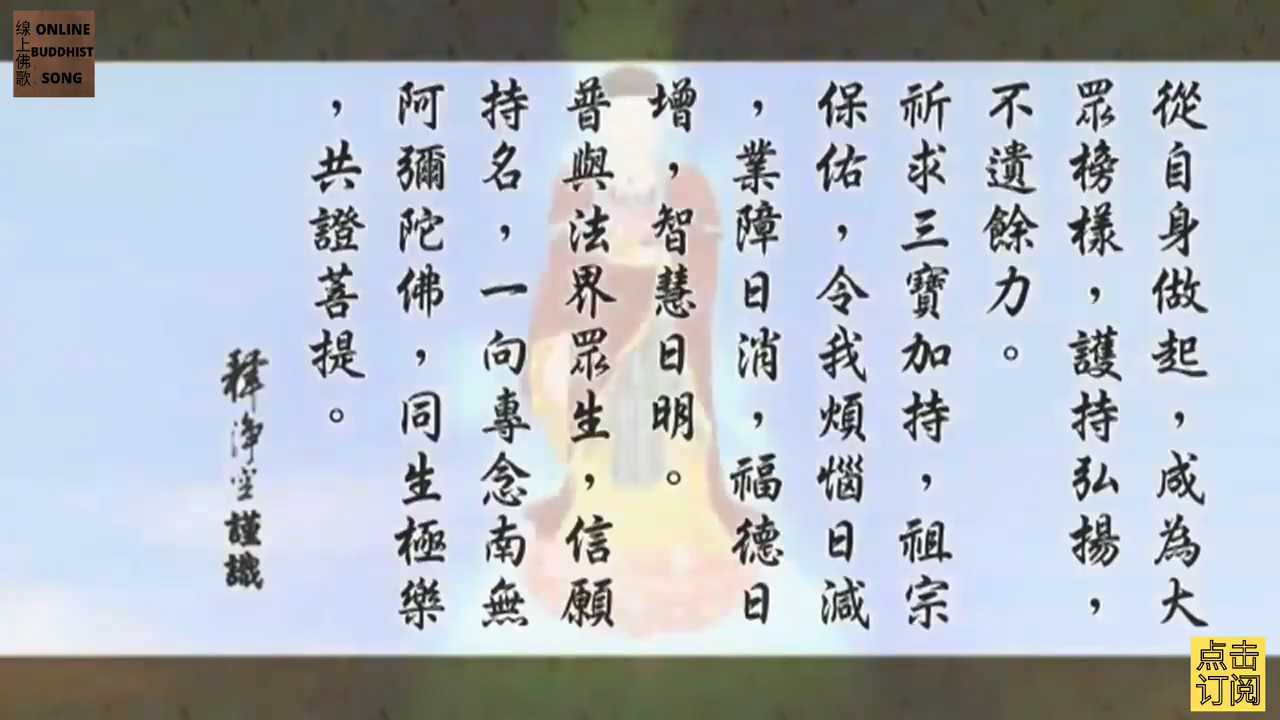 线上佛歌
ONLINE
BUDDHIST
SONG
從自身做起，咸為大
眾榜樣，護持弘揚，
不遺餘力。
祈求三寶加持，祖宗
保佑，令我煩惱日減
，業障日消，福德日
增，智慧日明。
普與法界眾生，信願
持名，一向專念南無
阿彌陀佛，同生極樂
，共證菩提。
釋淨空謹識
点击
订阅